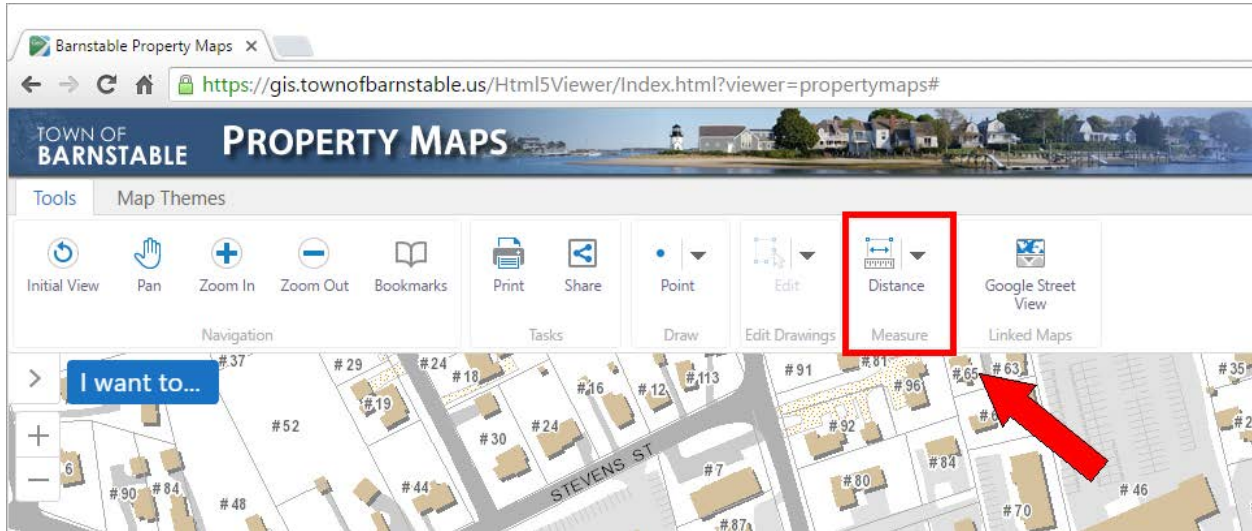 Barnstable Property Maps
https://gis.townofbarnstable.us/Html5Viewer/Index.html?viewer=propertymaps#
TOWN OF
BARNSTABLE
PROPERTY MAPS
Tools Map Themes
Initial View Pan Zoom In Zoom Out Bookmarks Print Share Point Edit Distance Google Street
View
Navigation Tasks Draw Edit Drawings Measure Linked Maps
I want to...
#37 #29 #24 #18 #16 #12 #113 #91 #81 #96 #65 #63 #35
#19
#52 #30 #24 #92
STEVENS ST
#7 #84
#90 #84 #48 #44 #80 #46
#70
#87